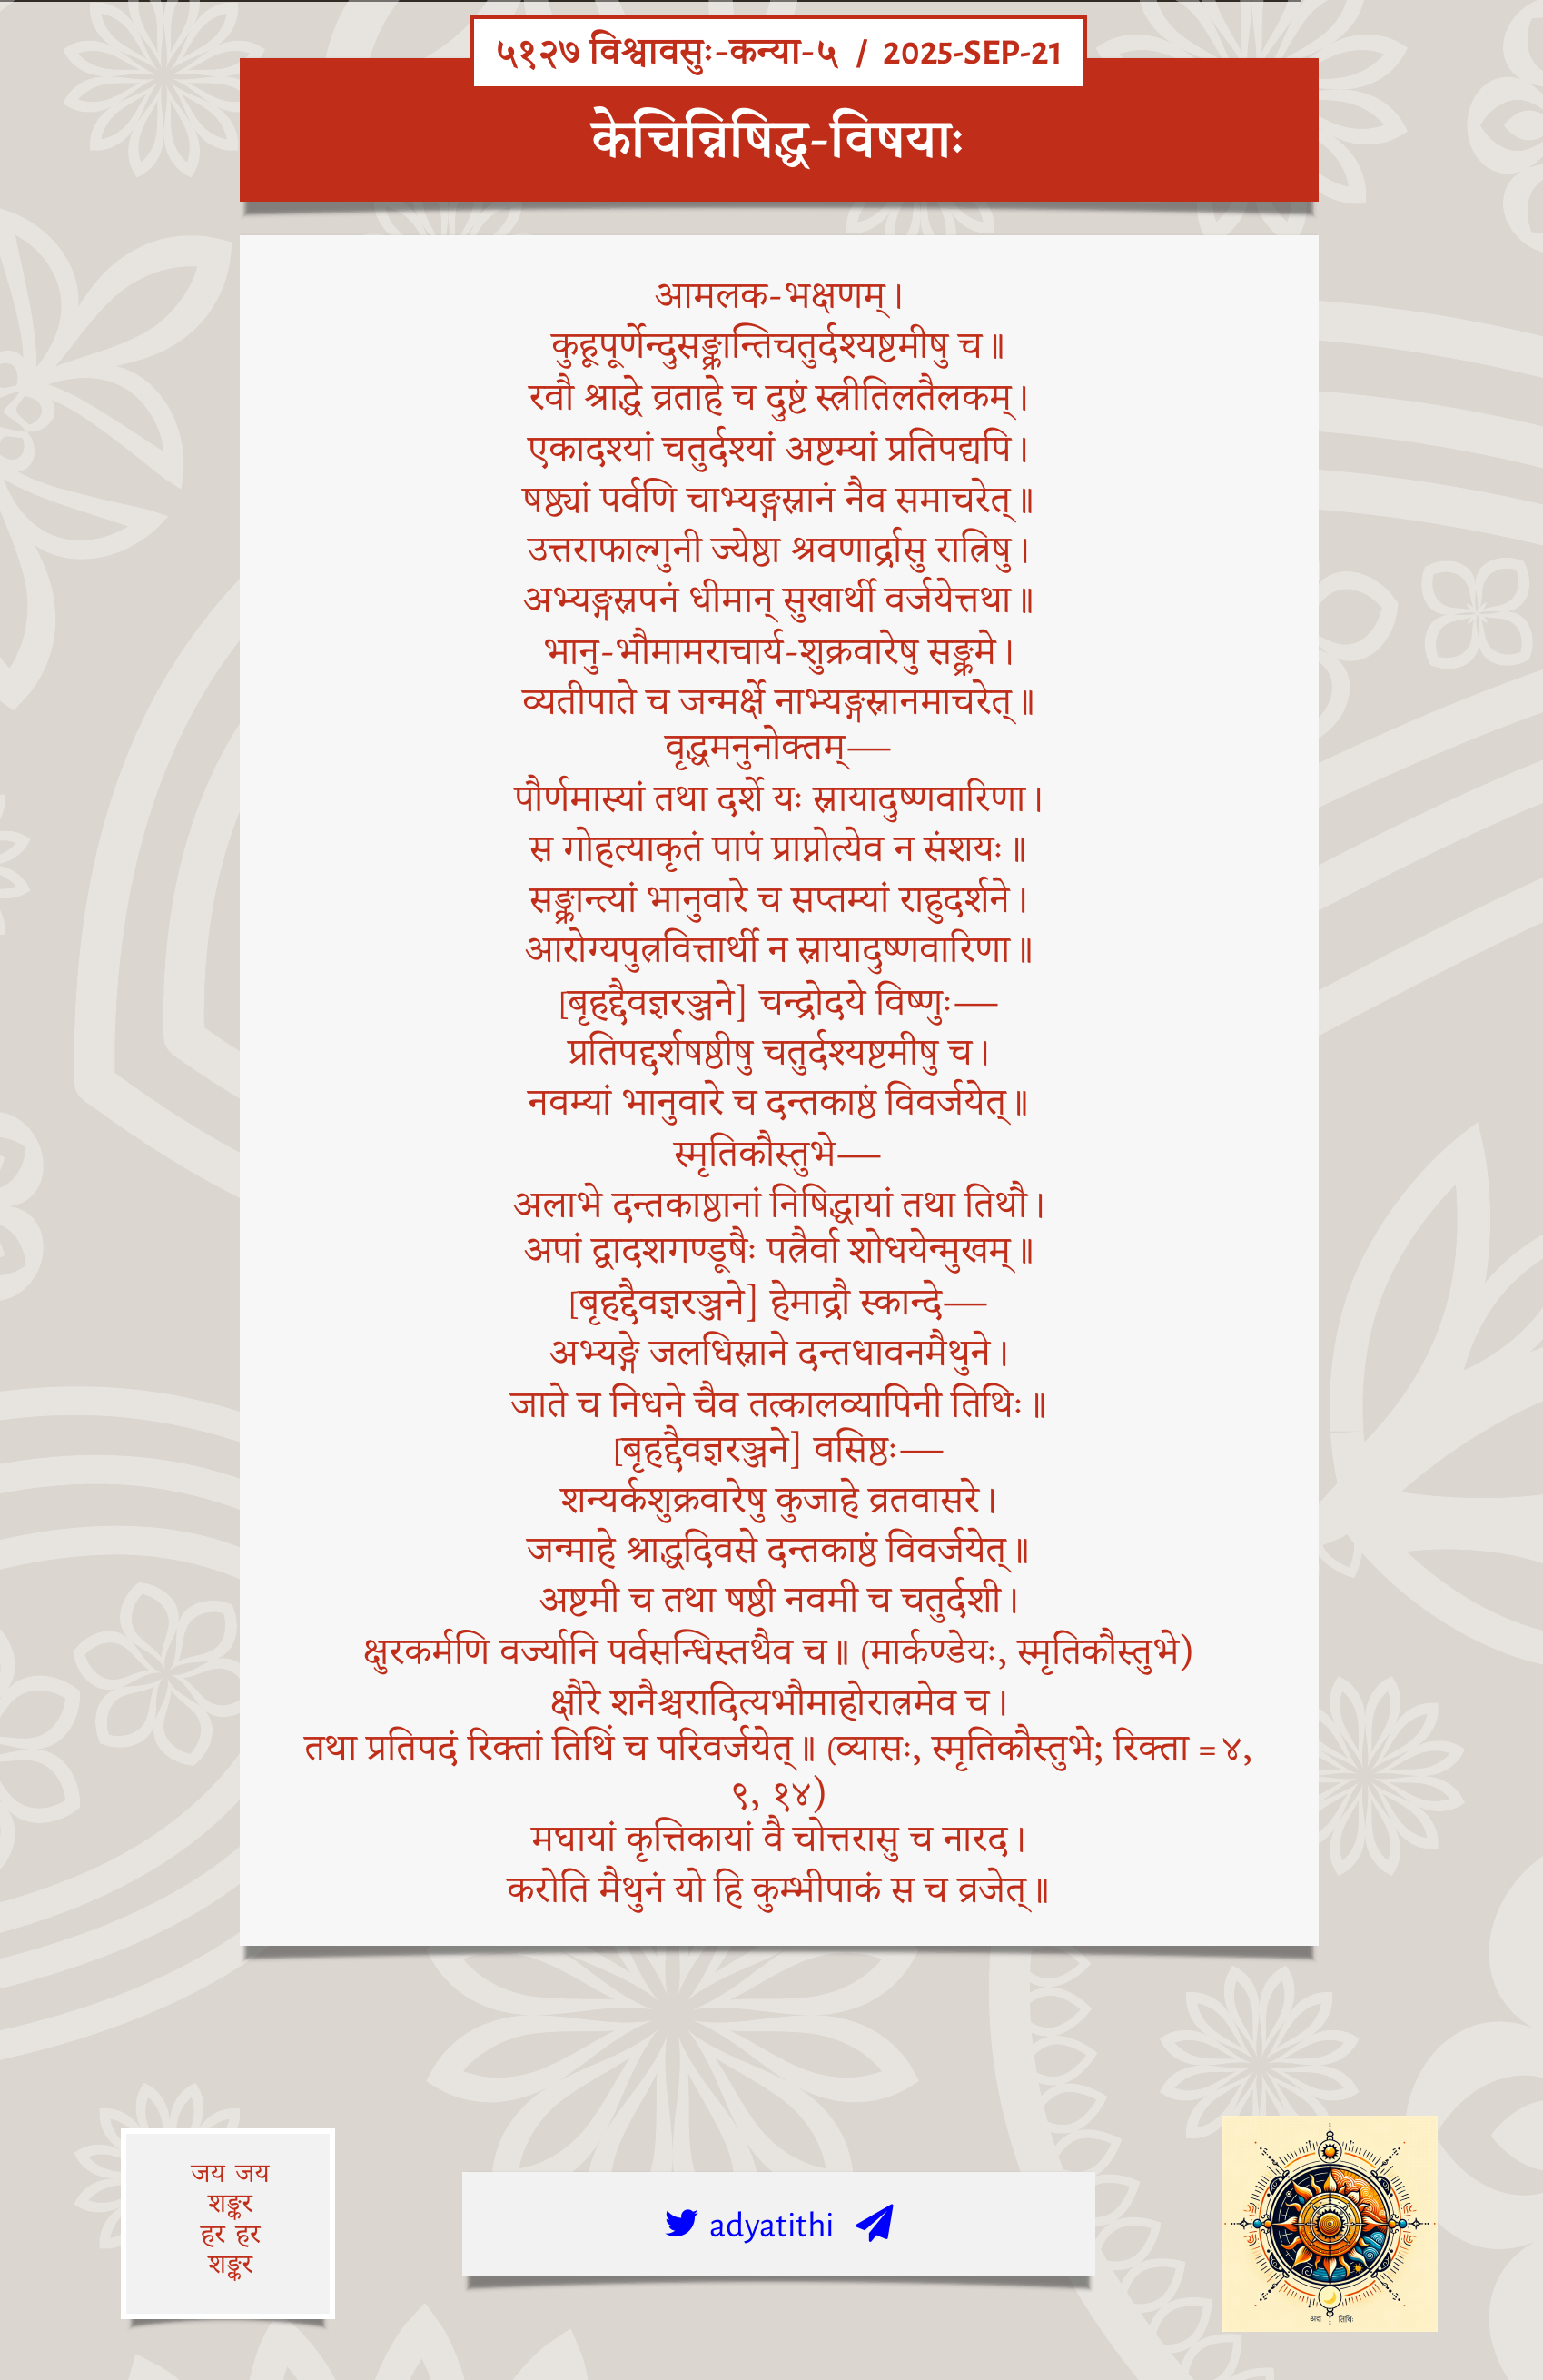 ५१२७ विश्वावसुः-कन्या-५ / 2025-SEP-21
केचिन्निषिद्ध-विषयाः
आमलक-भक्षणम्।
कुहूपूर्णेन्दुसङ्क्रान्तिचतुर्दश्यष्टमीषु च॥
रवौ श्राद्धे व्रताहे च दुष्टं स्त्रीतिलतैलकम्।
एकादश्यां चतुर्दश्यां अष्टम्यां प्रतिपद्यपि।
षष्ठ्यां पर्वणि चाभ्यङ्गस्नानं नैव समाचरेत्॥
उत्तराफाल्गुनी ज्येष्ठा श्रवणार्द्रासु रात्रिषु।
अभ्यङ्गस्नपनं धीमान् सुखार्थी वर्जयेत्तथा॥
भानु-भौमामराचार्य-शुक्रवारेषु सङ्क्रमे।
व्यतीपाते च जन्मर्क्षे नाभ्यङ्गस्नानमाचरेत्॥
वृद्धमनुनोक्तम्—
पौर्णमास्यां तथा दर्शे यः स्नायादुष्णवारिणा।
स गोहत्याकृतं पापं प्राप्नोत्येव न संशयः॥
सङ्क्रान्त्यां भानुवारे च सप्तम्यां राहुदर्शने।
आरोग्यपुत्रवित्तार्थी न स्नायादुष्णवारिणा॥
[बृहद्दैवज्ञरञ्जने] चन्द्रोदये विष्णुः—
प्रतिपद्दर्शषष्ठीषु चतुर्दश्यष्टमीषु च।
नवम्यां भानुवारे च दन्तकाष्ठं विवर्जयेत्॥
स्मृतिकौस्तुभे—
अलाभे दन्तकाष्ठानां निषिद्धायां तथा तिथौ।
अपां द्वादशगण्डूषैः पत्रैर्वा शोधयेन्मुखम्॥
[बृहद्दैवज्ञरञ्जने] हेमाद्रौ स्कान्दे—
अभ्यङ्गे जलधिस्नाने दन्तधावनमैथुने।
जाते च निधने चैव तत्कालव्यापिनी तिथिः॥
[बृहद्दैवज्ञरञ्जने] वसिष्ठः—
शन्यर्कशुक्रवारेषु कुजाहे व्रतवासरे।
जन्माहे श्राद्धदिवसे दन्तकाष्ठं विवर्जयेत्॥
अष्टमी च तथा षष्ठी नवमी च चतुर्दशी।
क्षुरकर्मणि वर्ज्यानि पर्वसन्धिस्तथैव च॥ (मार्कण्डेयः, स्मृतिकौस्तुभे)
क्षौरे शनैश्चरादित्यभौमाहोरात्रमेव च।
तथा प्रतिपदं रिक्तां तिथिं च परिवर्जयेत्॥ (व्यासः, स्मृतिकौस्तुभे; रिक्ता = ४,
९, १४)
मघायां कृत्तिकायां वै चोत्तरासु च नारद।
करोति मैथुनं यो हि कुम्भीपाकं स च व्रजेत्॥
जय जय
शङ्कर
हर हर
शङ्कर
adyatithi
अद्य तिथिः